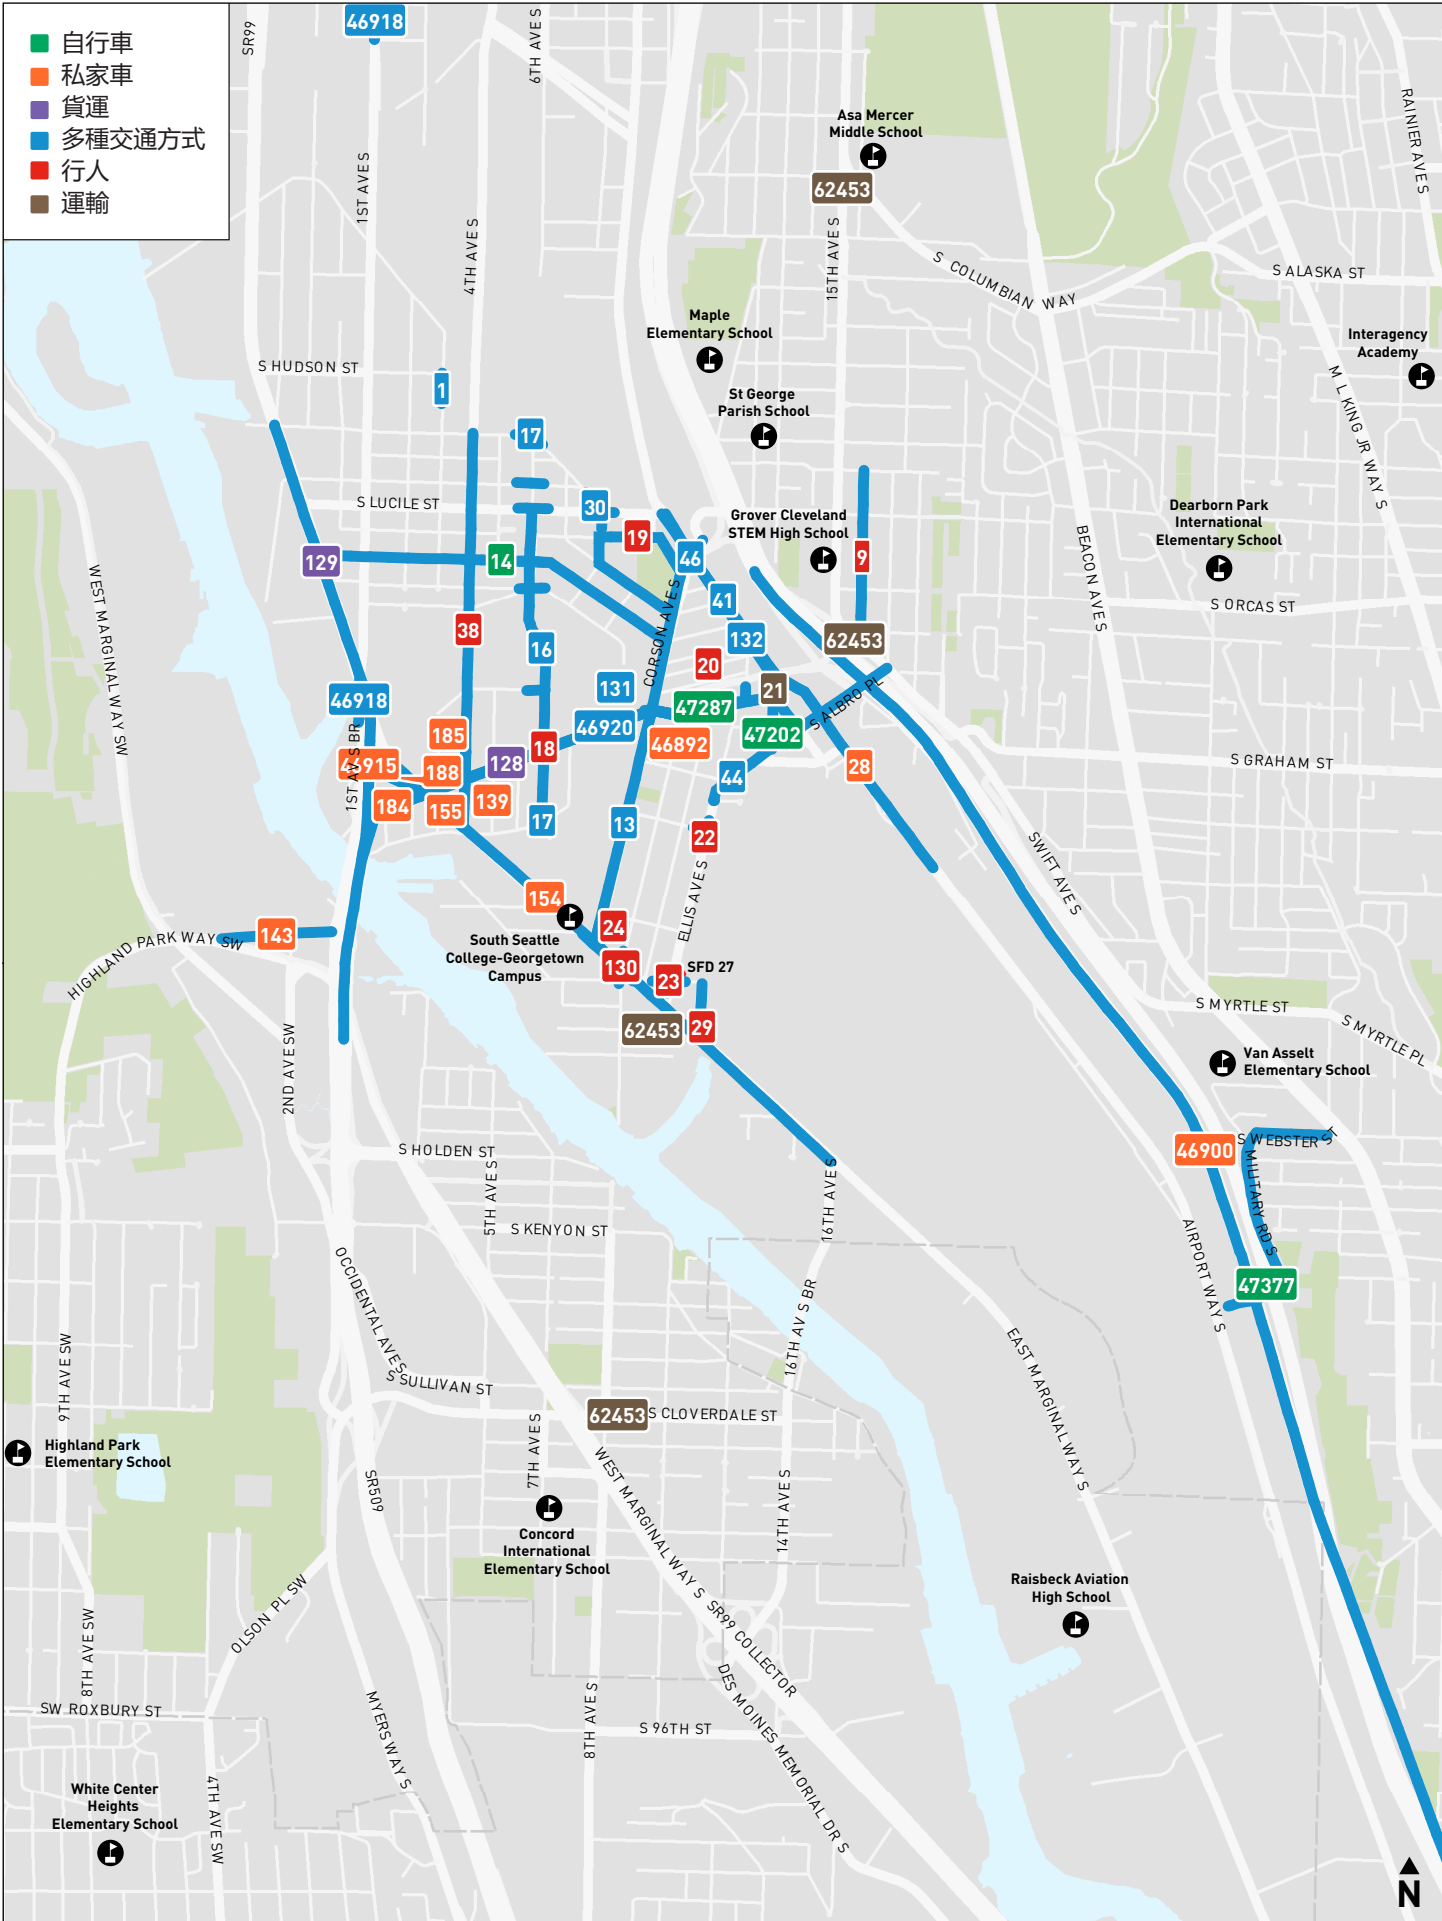 自行車
私家車
貨運
多種交通方式
行人
運輸
46918
SR99
6TH AVE S
1ST AVE S
4TH AVE S
RAINIER AVE S
Asa Mercer
Middle School
62453
15TH AVE S
S COLUMBIAN WAY
S ALASKA ST
Maple
Elementary School
Interagency
Academy
S HUDSON ST
1
St George
Parish School
M L KING JR WAY S
17
S LUCILE ST
30
19
Grover Cleveland
STEM High School
Dearborn Park
International
Elementary School
129
14
46
9
BEACON AVE S
WEST MARGINAL WAY SW
41
S ORCAS ST
38
CORSON AVE S
132
62453
16
20
131
21
46918
47287
S ALBRO PL
46920
185
18
46892
47202
1ST AV S BR
128
28
188
44
S GRAHAM ST
184
155
139
17
13
22
SWIFT AVE S
ELLIS AVE S
154
24
143
HIGHLAND PARK WAY SW
South Seattle
College-Georgetown
Campus
130
23
SFD 27
62453
29
S MYRTLE ST
S MYRTLE PL
2ND AVE SW
Van Asselt
Elementary School
S HOLDEN ST
46900
S WEBSTER ST
MILITARY RD S
5TH AVE S
16TH AVE S
S KENYON ST
AIRPORT WAY S
47377
OCCIDENTAL AVE S
16TH AV S BR
EAST MARGINAL WAY S
9TH AVE SW
S SULLIVAN ST
62453
S CLOVERDALE ST
Highland Park
Elementary School
7TH AVE S
WEST MARGINAL WAY S
SR509
14TH AVE S
Concord
International
Elementary School
Raisbeck Aviation
High School
OLSON PL SW
SR99 COLLECTOR
8TH AVE SW
DES MOINES MEMORIAL DR S
SW ROXBURY ST
MYERS WAY S
8TH AVE S
S 96TH ST
White Center
Heights
Elementary School
4TH AVE SW
N